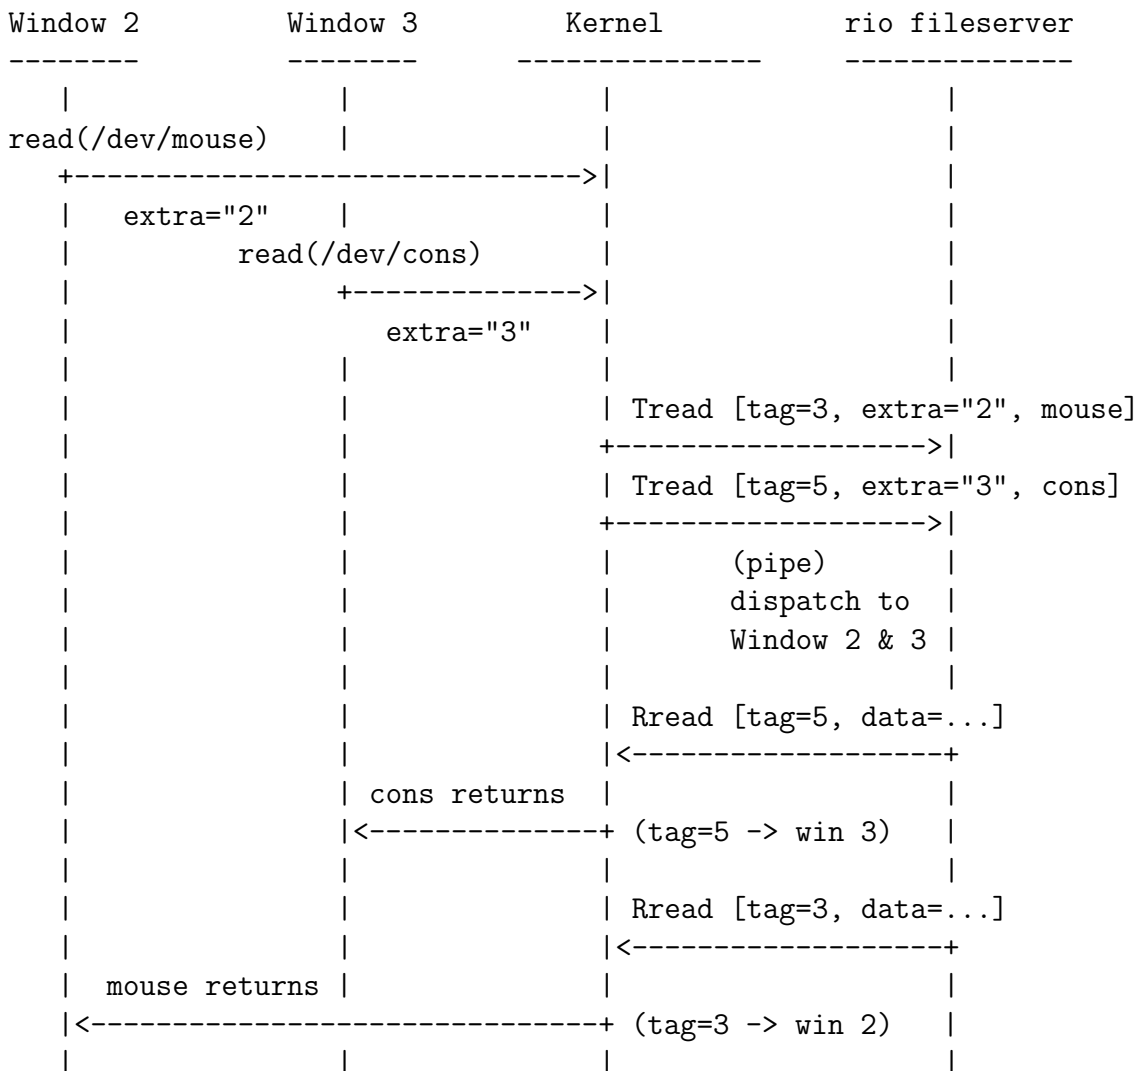 Window 2         Window 3         Kernel           rio fileserver
--------         --------      ---------------     --------------
   |                |               |                    |
read(/dev/mouse)    |               |                    |
   +------------------------------->|                    |
   |   extra="2"    |               |                    |
   |          read(/dev/cons)       |                    |
   |                +-------------->|                    |
   |                  extra="3"     |                    |
   |                |               |                    |
   |                |               | Tread [tag=3, extra="2", mouse]
   |                |               +------------------->|
   |                |               | Tread [tag=5, extra="3", cons]
   |                |               +------------------->|
   |                |               |       (pipe)       |
   |                |               |       dispatch to  |
   |                |               |       Window 2 & 3 |
   |                |               |                    |
   |                |               | Rread [tag=5, data=...]
   |                |               |<-------------------+
   |                | cons returns  |                    |
   |                |<--------------+ (tag=5 -> win 3)   |
   |                |               |                    |
   |                |               | Rread [tag=3, data=...]
   |                |               |<-------------------+
   |  mouse returns |               |                    |
   |<-------------------------------+ (tag=3 -> win 2)   |
   |                |               |                    |